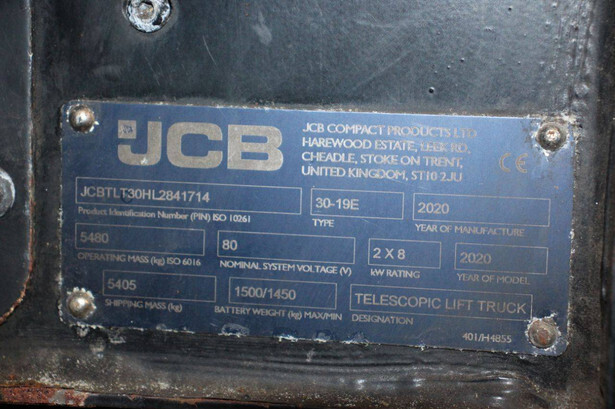 JCB
JCB COMPACT PRODUCTS LTD
HAREWOOD ESTATE, LEEK RD,
CHEADLE, STOKE ON TRENT,
UNITED KINGDOM, ST10 2JU
CE
JCBTLT30HL2841714
Product Identification Number (PIN) ISO 10261
30-19E
TYPE
2020
YEAR OF MANUFACTURE
5480
OPERATING MASS (kg) ISO 6016
80
NOMINAL SYSTEM VOLTAGE (V)
2 X 8
kW RATING
2020
YEAR OF MODEL
5405
SHIPPING MASS (kg)
1500/1450
BATTERY WEIGHT (kg) MAX/MIN
TELESCOPIC LIFT TRUCK
DESIGNATION
401/H4855